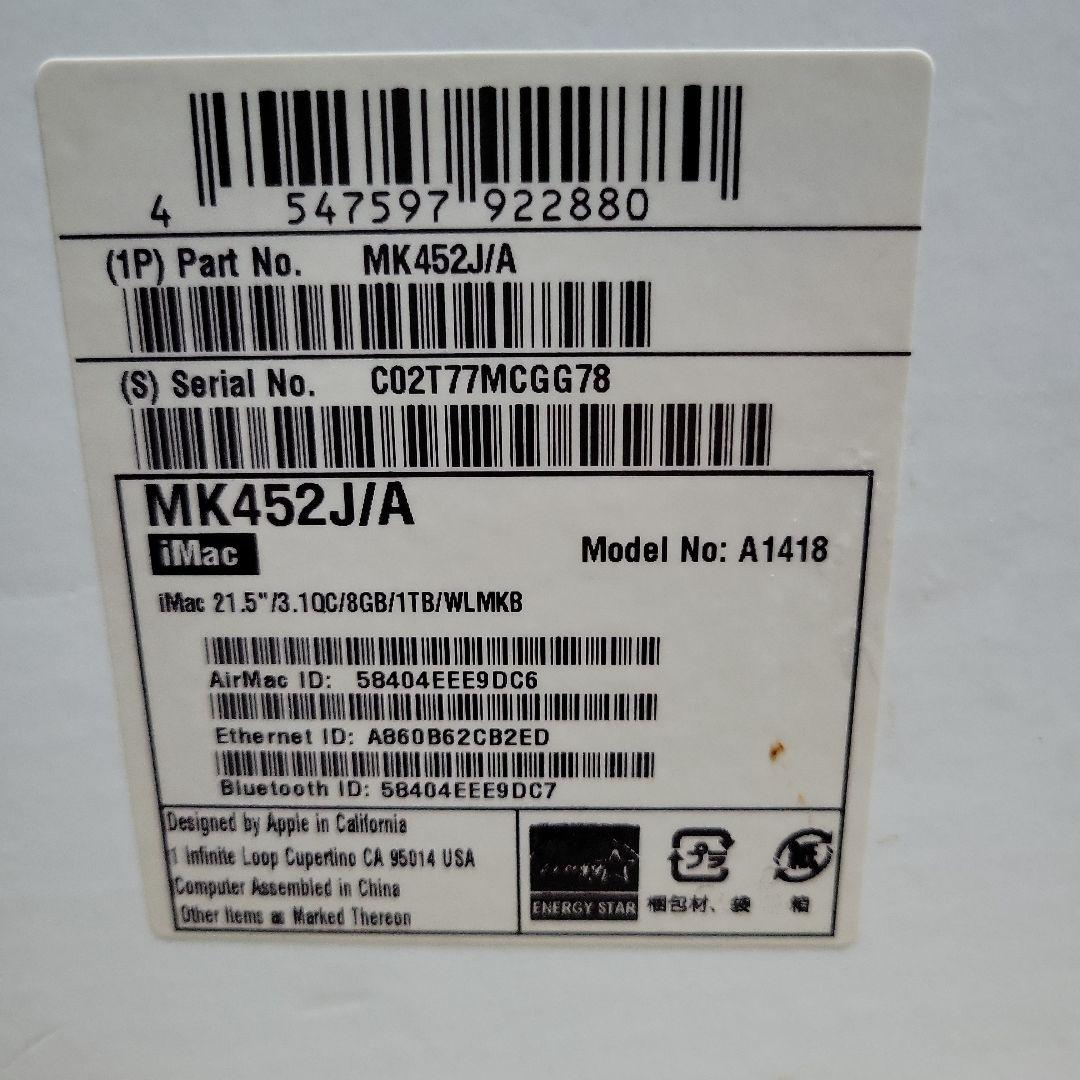 4 547597 922880
(1P) Part No. MK452J/A
(S) Serial No. C02T77MCGG78
MK452J/A
iMac
Model No: A1418
iMac 21.5"/3.1QC/8GB/1TB/WLMKB
AirMac ID: 58404EEE9DC6
Ethernet ID: A860B62CB2ED
Bluetooth ID: 58404EEE9DC7
Designed by Apple in California
1 Infinite Loop Cupertino CA 95014 USA
Computer Assembled in China
Other Items as Marked Thereon
energy
ENERGY STAR
プラ
紙
梱包材、袋
箱